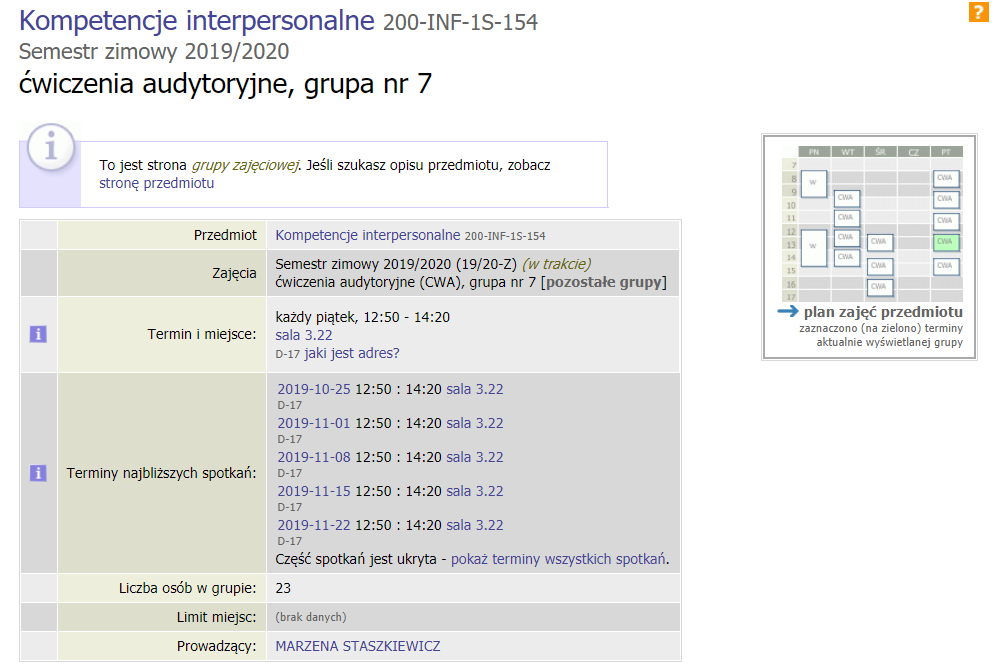 Kompetencje interpersonalne 200-INF-1S-154
?
Semestr zimowy 2019/2020
ćwiczenia audytoryjne, grupa nr 7
i
To jest strona grupy zajęciowej. Jeśli szukasz opisu przedmiotu, zobacz
stronę przedmiotu
Przedmiot Kompetencje interpersonalne 200-INF-1S-154
Zajęcia Semestr zimowy 2019/2020 (19/20-Z) (w trakcie)
ćwiczenia audytoryjne (CWA), grupa nr 7 [pozostałe grupy]
i Termin i miejsce: każdy piątek, 12:50 - 14:20
sala 3.22
D-17 jaki jest adres?
i Terminy najbliższych spotkań: 2019-10-25 12:50 : 14:20 sala 3.22
D-17
2019-11-01 12:50 : 14:20 sala 3.22
D-17
2019-11-08 12:50 : 14:20 sala 3.22
D-17
2019-11-15 12:50 : 14:20 sala 3.22
D-17
2019-11-22 12:50 : 14:20 sala 3.22
D-17
Część spotkań jest ukryta - pokaż terminy wszystkich spotkań.
Liczba osób w grupie: 23
Limit miejsc: (brak danych)
Prowadzący: MARZENA STASZKIEWICZ
PN WT ŚR CZ PT
7
8 W CWA
9 CWA CWA
10
11 CWA CWA
12 CWA
13 W CWA CWA
14 CWA
15 CWA CWA
16 CWA
17
plan zajęć przedmiotu
zaznaczono (na zielono) terminy
aktualnie wyświetlanej grupy